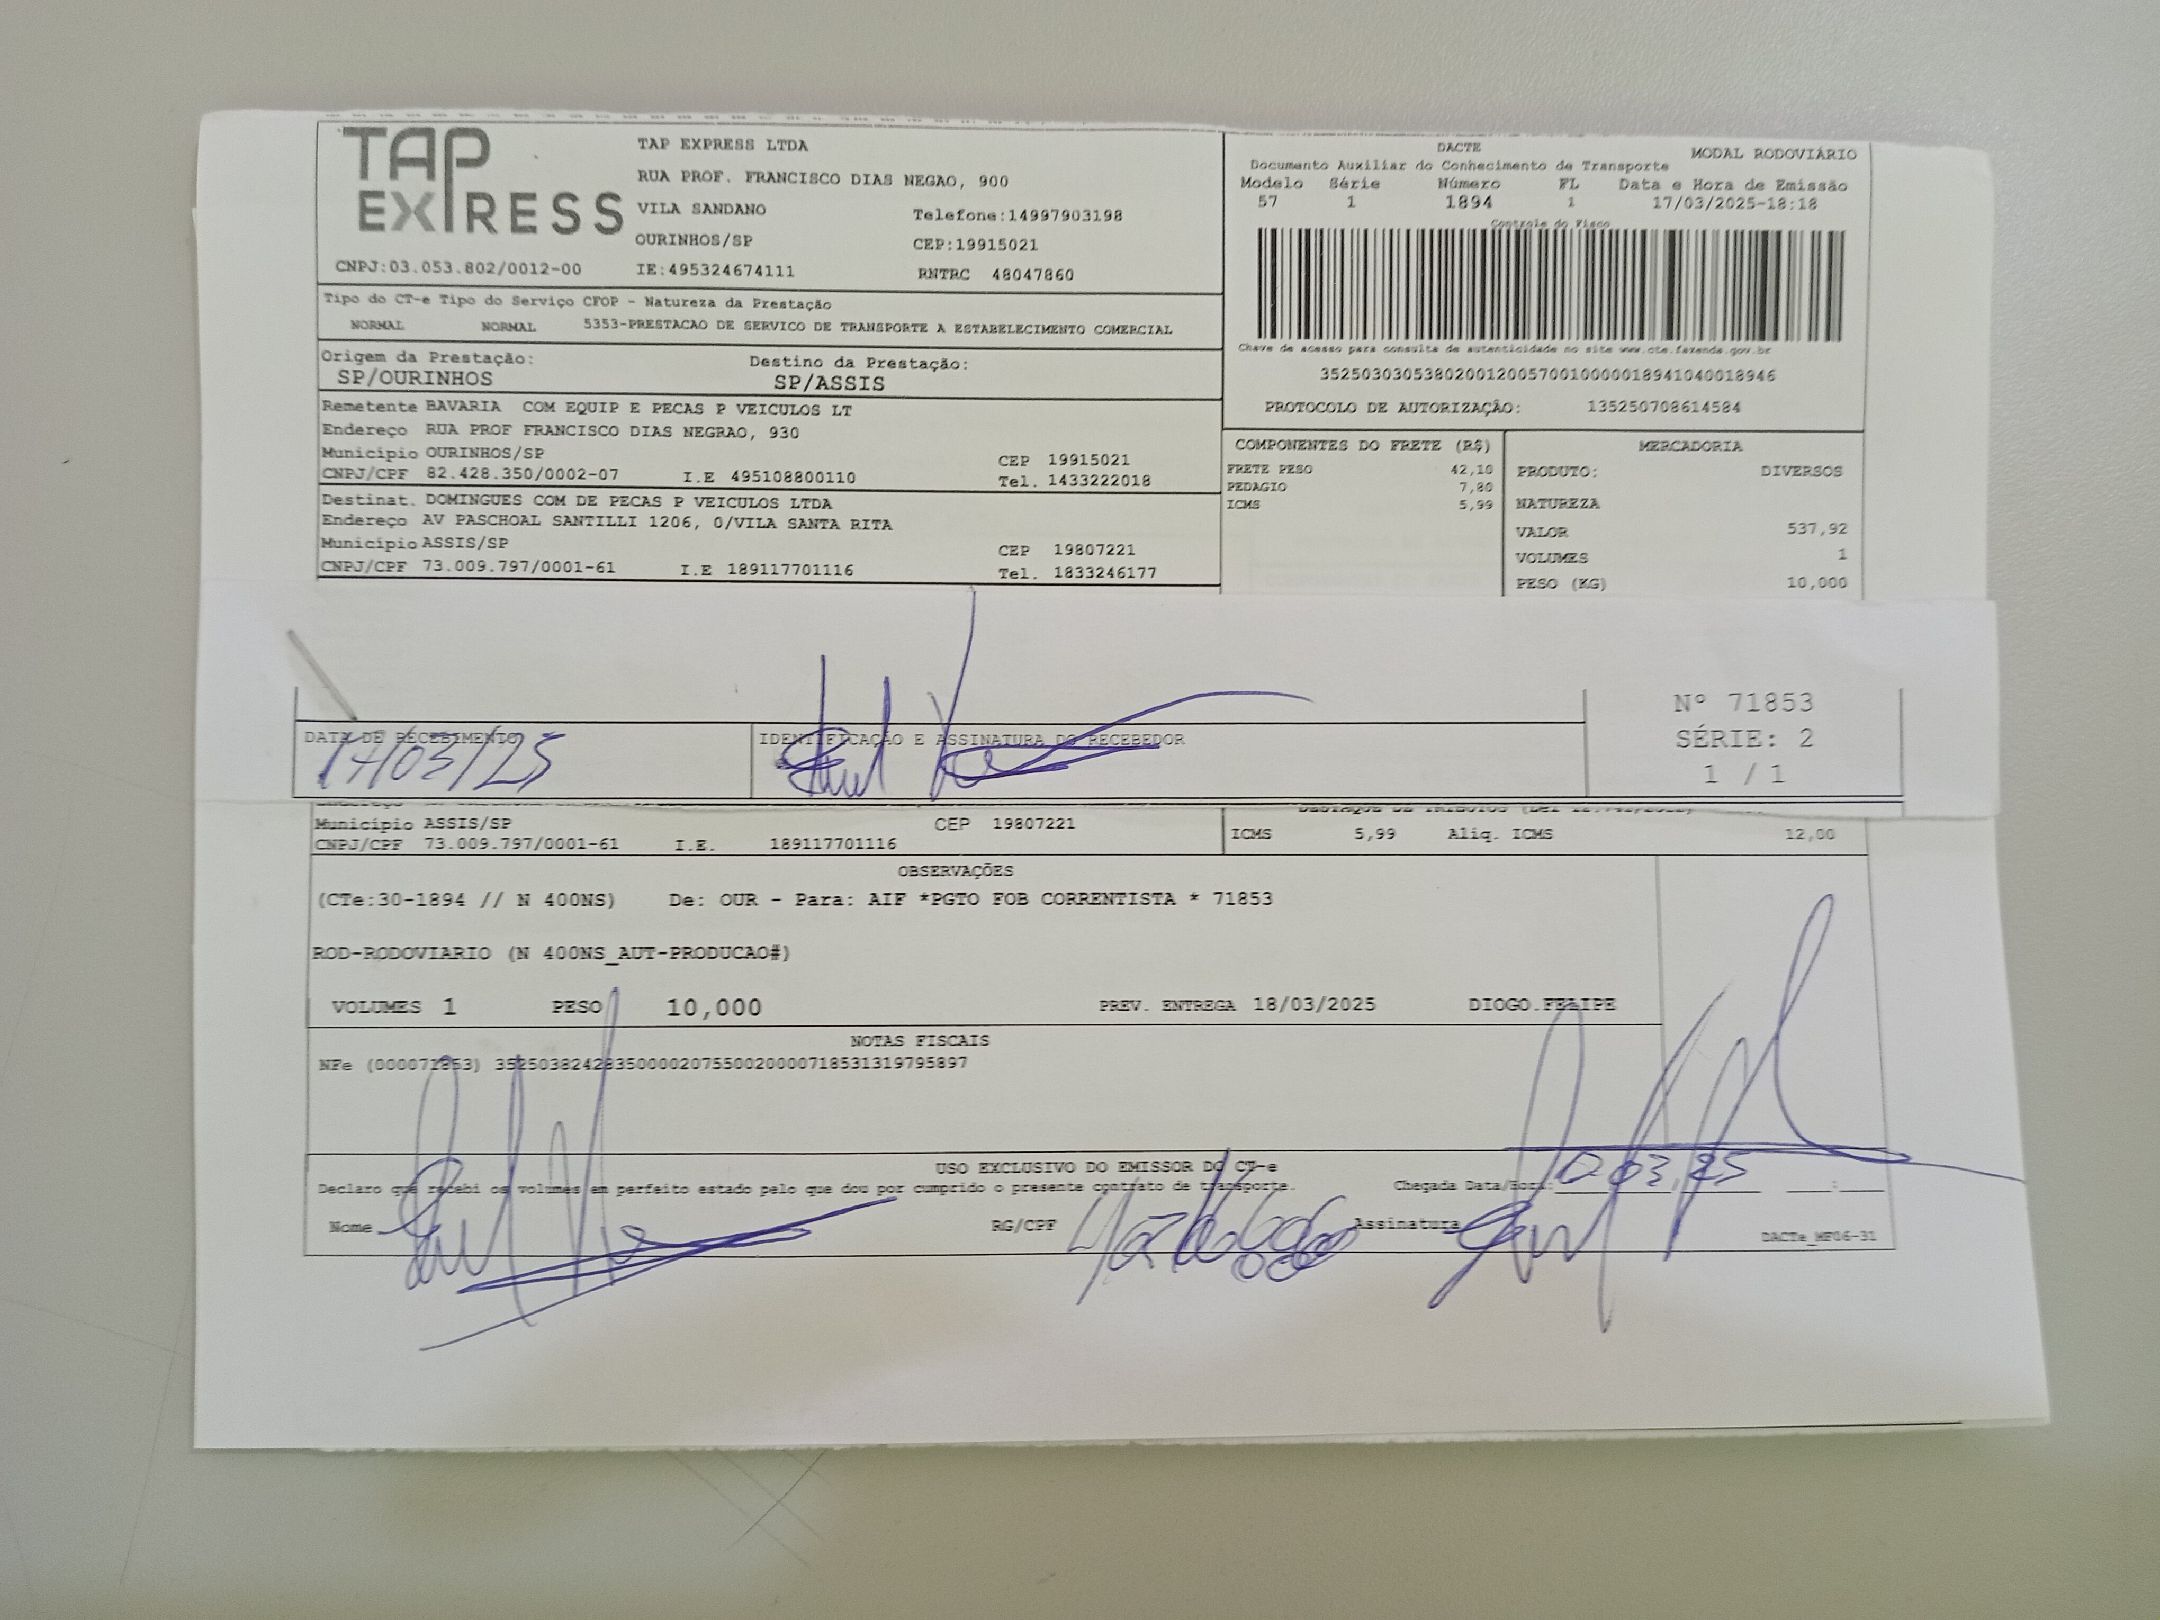 TAP EXPRESS
TAP EXPRESS LTDA
RUA PROF. FRANCISCO DIAS NEGAO, 900
VILA SANDANO Telefone:14997903198
OURINHOS/SP CEP:19915021
CNPJ:03.053.802/0012-00 IE:495324674111 RNTRC 48047860
DACTE MODAL RODOVIÁRIO
Documento Auxiliar do Conhecimento de Transporte
Modelo Série Número FL Data e Hora de Emissão
57 1 1894 1 17/03/2025-18:18
Controle do Fisco
Chave de acesso para consulta de autenticidade no site www.cte.fazenda.gov.br
35250303053802001200570010000018941040018946
PROTOCOLO DE AUTORIZAÇÃO: 135250708614584
Tipo do CT-e Tipo do Serviço CFOP - Natureza da Prestação
NORMAL NORMAL 5353-PRESTACAO DE SERVICO DE TRANSPORTE A ESTABELECIMENTO COMERCIAL
Origem da Prestação: Destino da Prestação:
SP/OURINHOS SP/ASSIS
Remetente BAVARIA COM EQUIP E PECAS P VEICULOS LT
Endereço RUA PROF FRANCISCO DIAS NEGRAO, 930
Município OURINHOS/SP CEP 19915021
CNPJ/CPF 82.428.350/0002-07 I.E 495108800110 Tel. 1433222018
Destinat. DOMINGUES COM DE PECAS P VEICULOS LTDA
Endereço AV PASCHOAL SANTILLI 1206, 0/VILA SANTA RITA
Município ASSIS/SP CEP 19807221
CNPJ/CPF 73.009.797/0001-61 I.E 189117701116 Tel. 1833246177
COMPONENTES DO FRETE (R$)
FRETE PESO 42,10
PEDAGIO 7,80
ICMS 5,99
MERCADORIA
PRODUTO: DIVERSOS
NATUREZA
VALOR 537,92
VOLUMES 1
PESO (KG) 10,000
DATA DE RECEBIMENTO IDENTIFICAÇÃO E ASSINATURA DO RECEBEDOR
Nº 71853
SÉRIE: 2
1 / 1
Município ASSIS/SP CEP 19807221
CNPJ/CPF 73.009.797/0001-61 I.E. 189117701116
ICMS 5,99 Aliq. ICMS 12,00
OBSERVAÇÕES
(CTe:30-1894 // N 400NS) De: OUR - Para: AIF *PGTO FOB CORRENTISTA * 71853
ROD-RODOVIARIO (N 400NS_AUT-PRODUCAO#)
VOLUMES 1 PESO 10,000 PREV. ENTREGA 18/03/2025 DIOGO.FELIPE
NOTAS FISCAIS
NFe (000071853) 35250382428350000207550020000718531319795897
USO EXCLUSIVO DO EMISSOR DO CT-e
Declaro que recebi os volumes em perfeito estado pelo que dou por cumprido o presente contrato de transporte. Chegada Data/Hora:
Nome RG/CPF Assinatura
DACTe_MF06-31